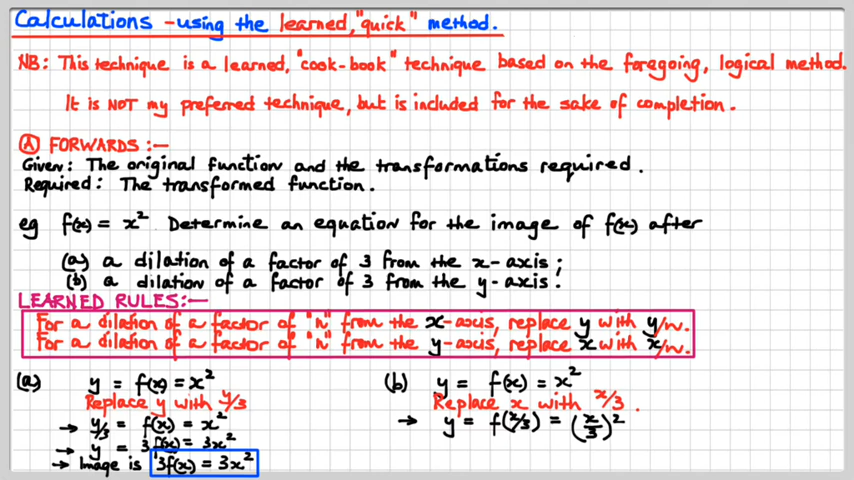 Calculations - using the learned, "quick" method.
NB: This technique is a learned, "cook-book" technique based on the foregoing, logical method.
It is NOT my preferred technique, but is included for the sake of completion.
(A) FORWARDS :-
Given: The original function and the transformations required.
Required: The transformed function.
eg f(x) = x² Determine an equation for the image of f(x) after
(a) a dilation of a factor of 3 from the x-axis;
(b) a dilation of a factor of 3 from the y-axis.
LEARNED RULES:-
For a dilation of a factor of "n" from the x-axis, replace y with y/n.
For a dilation of a factor of "n" from the y-axis, replace x with x/n.
(a) y = f(x) = x²
Replace y with y/3
→ y/3 = f(x) = x²
→ y = 3f(x) = 3x²
→ Image is 3f(x) = 3x²
(b) y = f(x) = x²
Replace x with x/3.
→ y = f(x/3) = (x/3)²